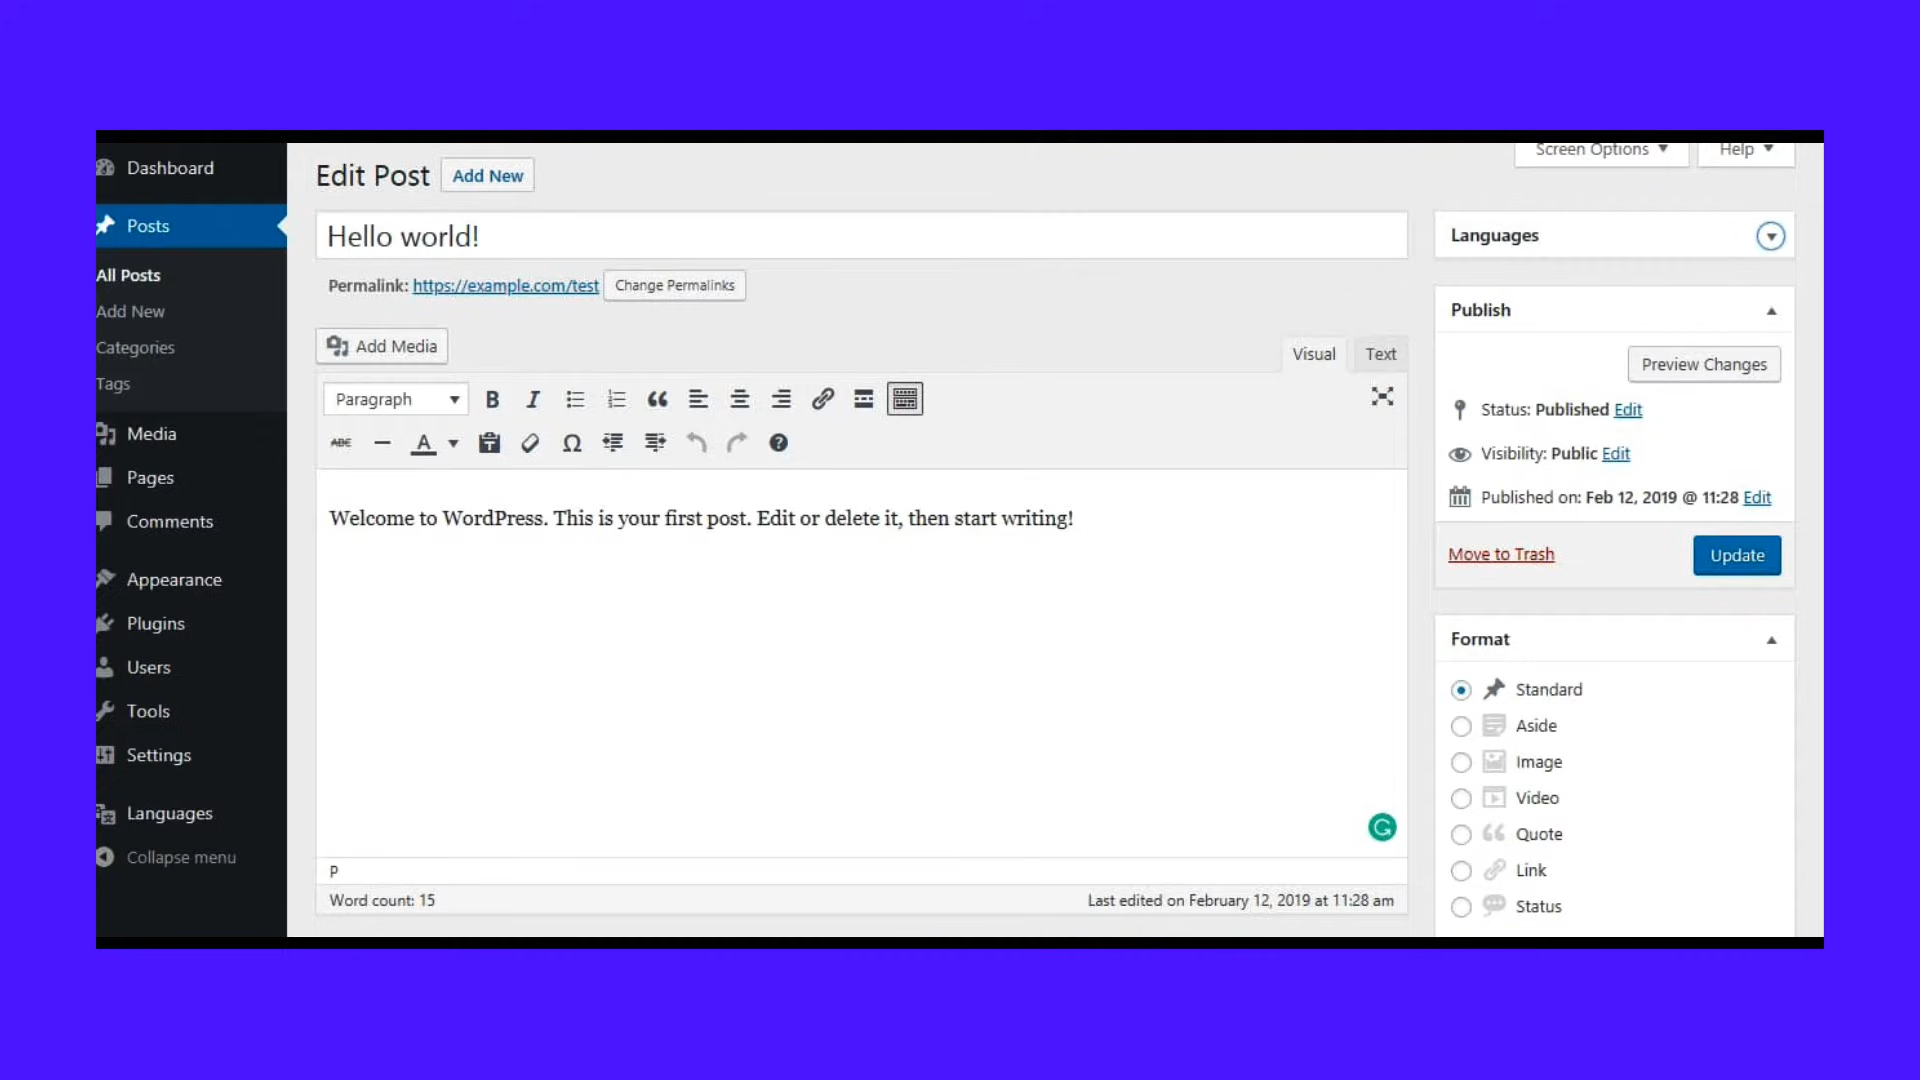 Dashboard
Posts
All Posts
Add New
Categories
Tags
Media
Pages
Comments
Appearance
Plugins
Users
Tools
Settings
Languages
Collapse menu
Screen Options
Help
Edit Post
Add New
Hello world!
Permalink: https://example.com/test Change Permalinks
Add Media
Visual
Text
Paragraph
B I
ABC
A
Ω
Welcome to WordPress. This is your first post. Edit or delete it, then start writing!
P
Word count: 15
Last edited on February 12, 2019 at 11:28 am
Languages
Publish
Preview Changes
Status: Published Edit
Visibility: Public Edit
Published on: Feb 12, 2019 @ 11:28 Edit
Move to Trash
Update
Format
Standard
Aside
Image
Video
Quote
Link
Status